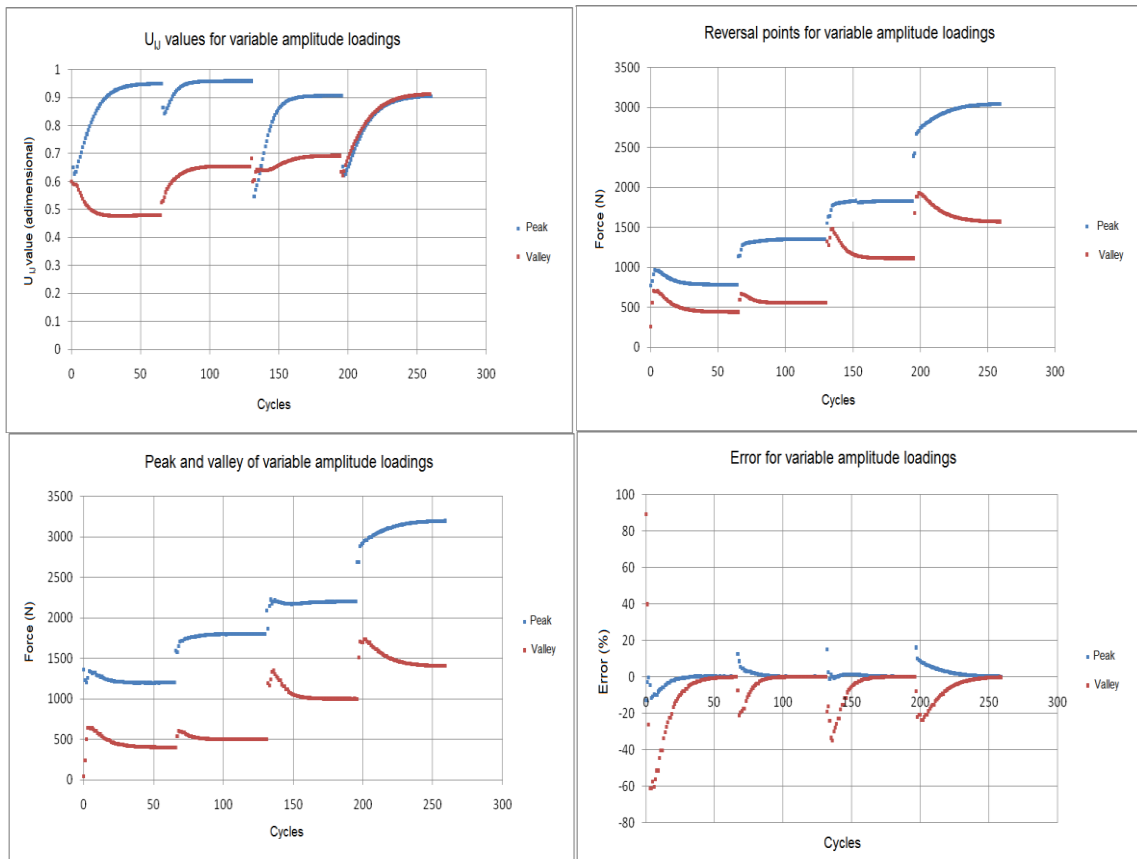 U_IJ values for variable amplitude loadings
1
0.9
0.8
0.7
0.6
0.5
0.4
0.3
0.2
0.1
0
U_IJ value (adimensional)
0 50 100 150 200 250 300
Cycles
Peak
Valley
Reversal points for variable amplitude loadings
3500
3000
2500
2000
1500
1000
500
0
Force (N)
0 50 100 150 200 250 300
Cycles
Peak
Valley
Peak and valley of variable amplitude loadings
3500
3000
2500
2000
1500
1000
500
0
Force (N)
0 50 100 150 200 250 300
Cycles
Peak
Valley
Error for variable amplitude loadings
100
80
60
40
20
0
-20
-40
-60
-80
Error (%)
0 50 100 150 200 250 300
Cycles
Peak
Valley